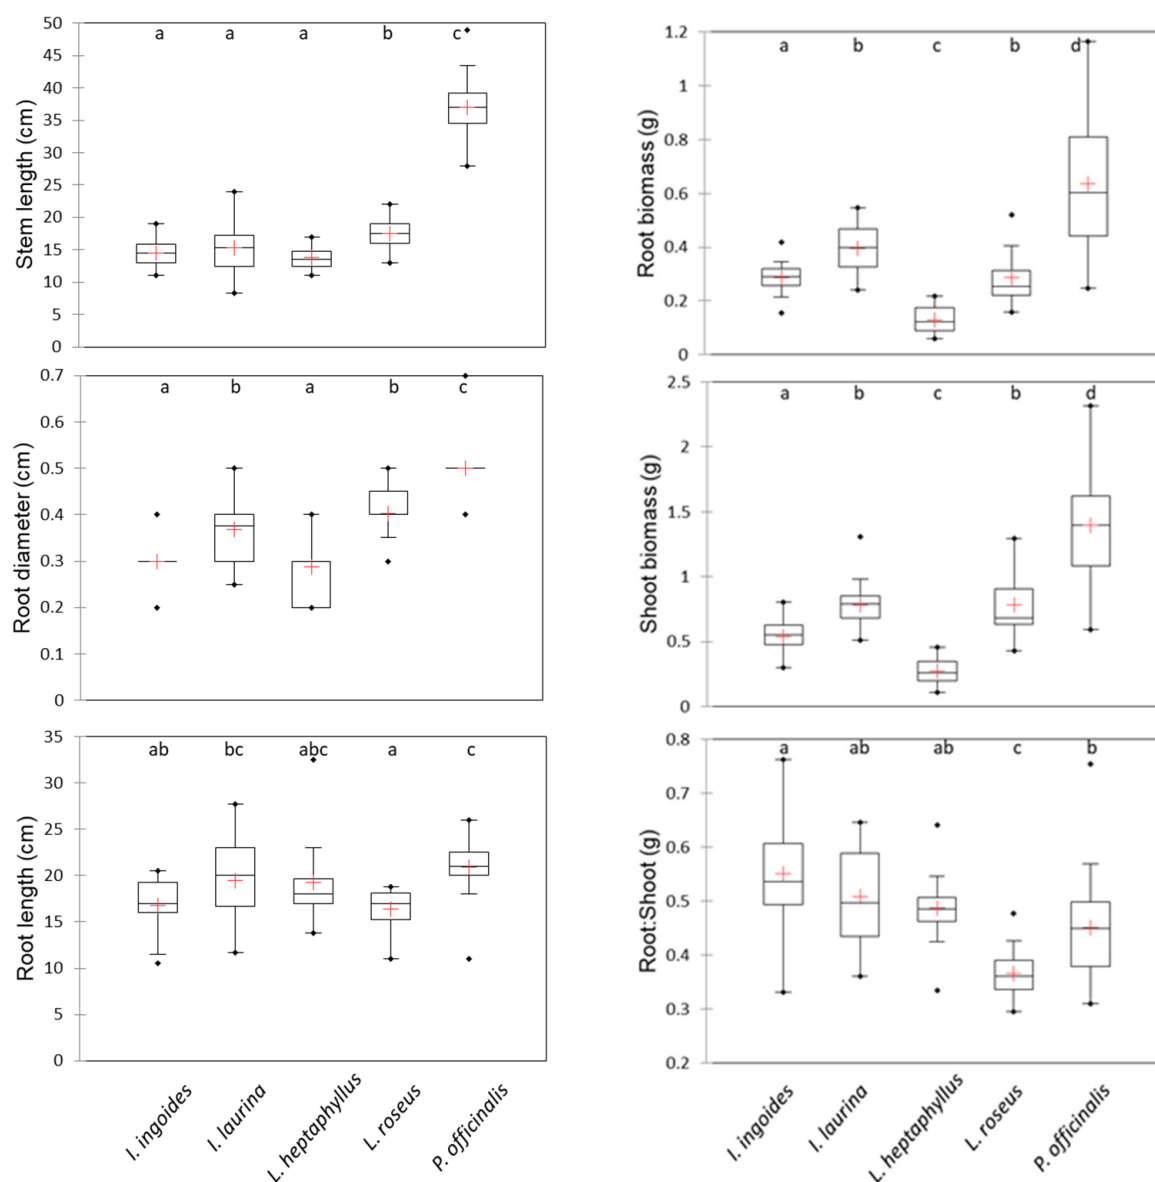 Stem length (cm)
50
45
40
35
30
25
20
15
10
5
0
a a a b c
Root biomass (g)
1.2
1
0.8
0.6
0.4
0.2
0
a b c b d
Root diameter (cm)
0.7
0.6
0.5
0.4
0.3
0.2
0.1
0
a b a b c
Shoot biomass (g)
2.5
2
1.5
1
0.5
0
a b c b d
Root length (cm)
35
30
25
20
15
10
5
0
ab bc abc a c
Root:Shoot (g)
0.8
0.7
0.6
0.5
0.4
0.3
0.2
a ab ab c b
I. ingoides
I. laurina
L. heptaphyllus
L. roseus
P. officinalis
I. ingoides
I. laurina
L. heptaphyllus
L. roseus
P. officinalis